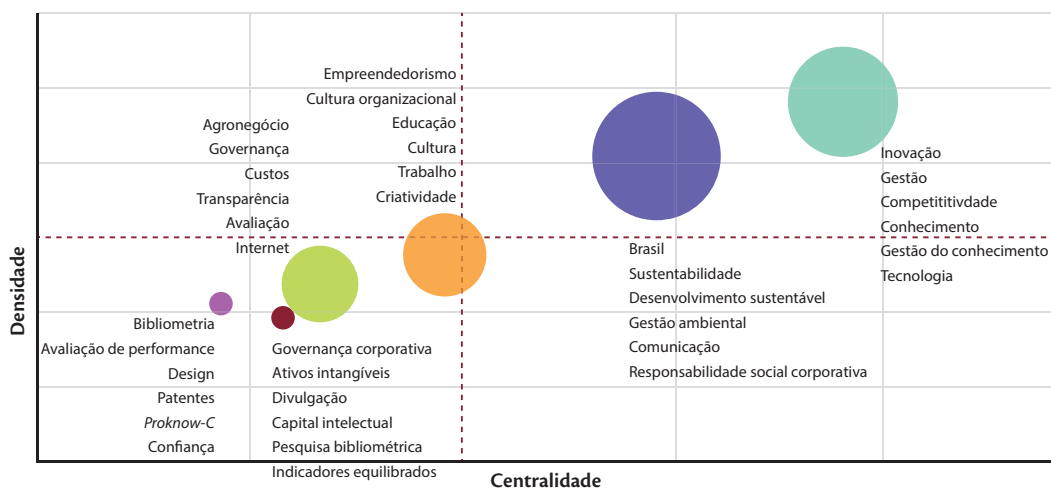 Empreendedorismo
Cultura organizacional
Educação
Cultura
Trabalho
Criatividade
Agronegócio
Governança
Custos
Transparência
Avaliação
Internet
Inovação
Gestão
Competititivdade
Conhecimento
Gestão do conhecimento
Tecnologia
Brasil
Sustentabilidade
Desenvolvimento sustentável
Gestão ambiental
Comunicação
Responsabilidade social corporativa
Densidade
Bibliometria
Avaliação de performance
Design
Patentes
Proknow-C
Confiança
Governança corporativa
Ativos intangíveis
Divulgação
Capital intelectual
Pesquisa bibliométrica
Indicadores equilibrados
Centralidade